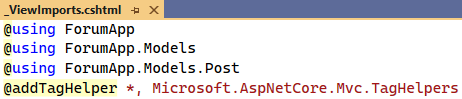 _ViewImports.cshtml
@using ForumApp
@using ForumApp.Models
@using ForumApp.Models.Post
@addTagHelper *, Microsoft.AspNetCore.Mvc.TagHelpers